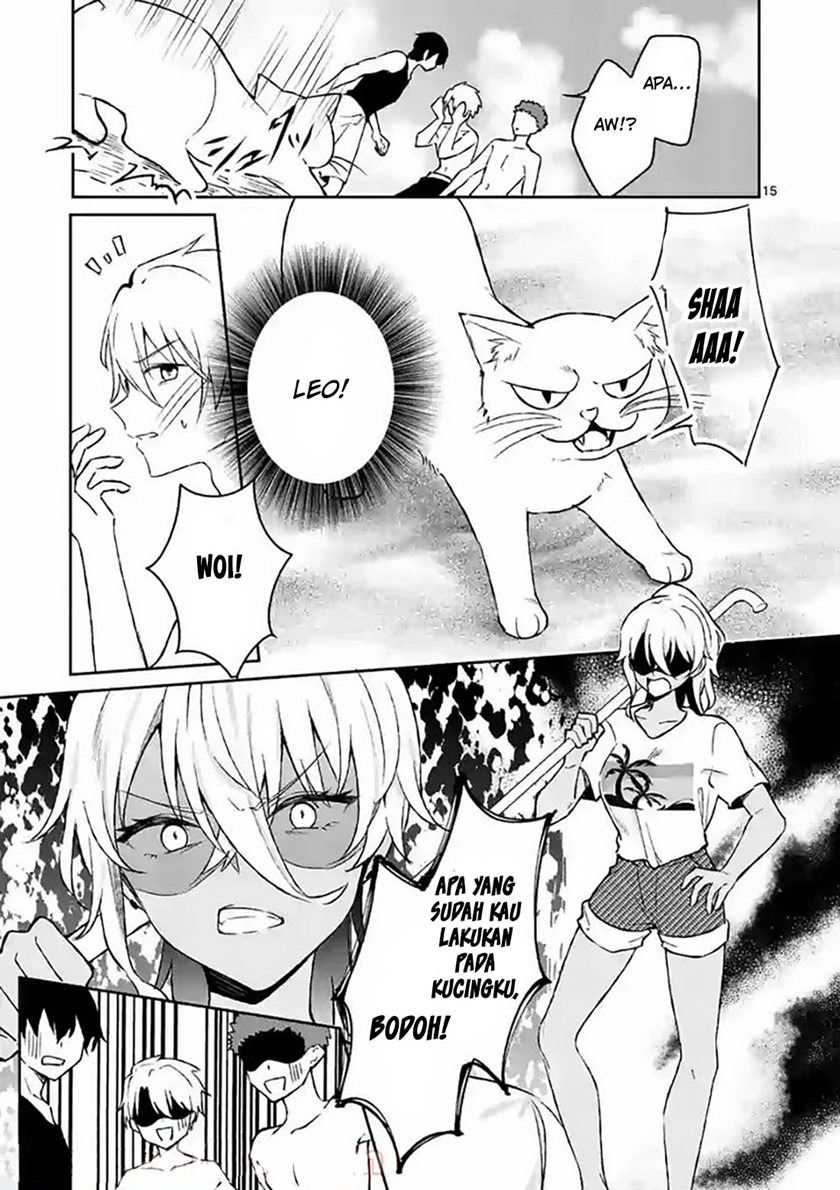 APA...
AW!?
15
SHAA
AAA!
LEO!
WOI!
APA YANG
SUDAH KAU
LAKUKAN
PADA
KUCINGKU,
BODOH!